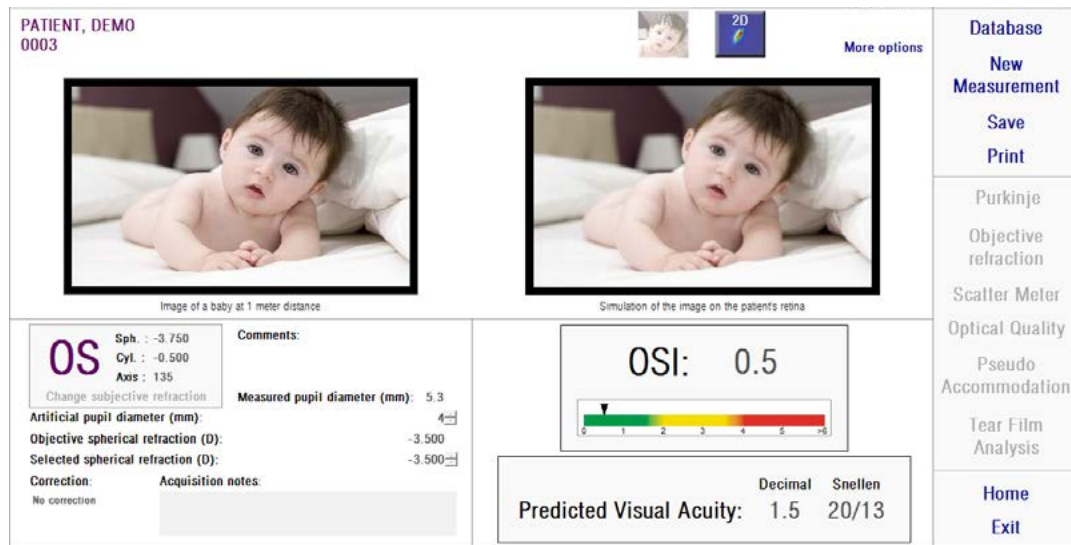 PATIENT, DEMO
0003
2D
More options
Image of a baby at 1 meter distance
Simulation of the image on the patient's retina
OS
Sph. : -3.750
Cyl. : -0.500
Axis : 135
Change subjective refraction
Comments:
Measured pupil diameter (mm): 5.3
Artificial pupil diameter (mm): 4
Objective spherical refraction (D): -3.500
Selected spherical refraction (D): -3.500
Correction: Acquisition notes:
No correction
OSI: 0.5
0 1 2 3 4 5 >6
Decimal Snellen
Predicted Visual Acuity: 1.5 20/13
Database
New
Measurement
Save
Print
Purkinje
Objective
refraction
Scatter Meter
Optical Quality
Pseudo
Accommodation
Tear Film
Analysis
Home
Exit